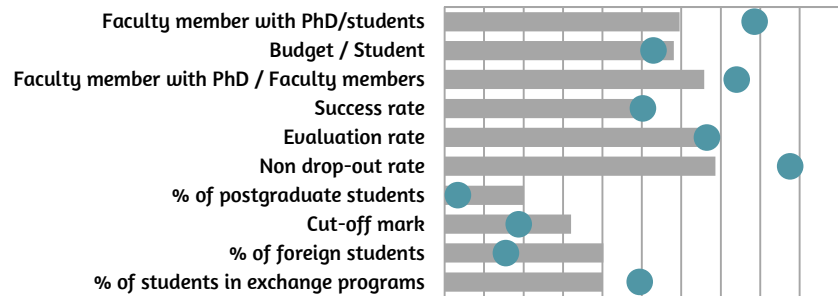 Faculty member with PhD/students
Budget / Student
Faculty member with PhD / Faculty members
Success rate
Evaluation rate
Non drop-out rate
% of postgraduate students
Cut-off mark
% of foreign students
% of students in exchange programs